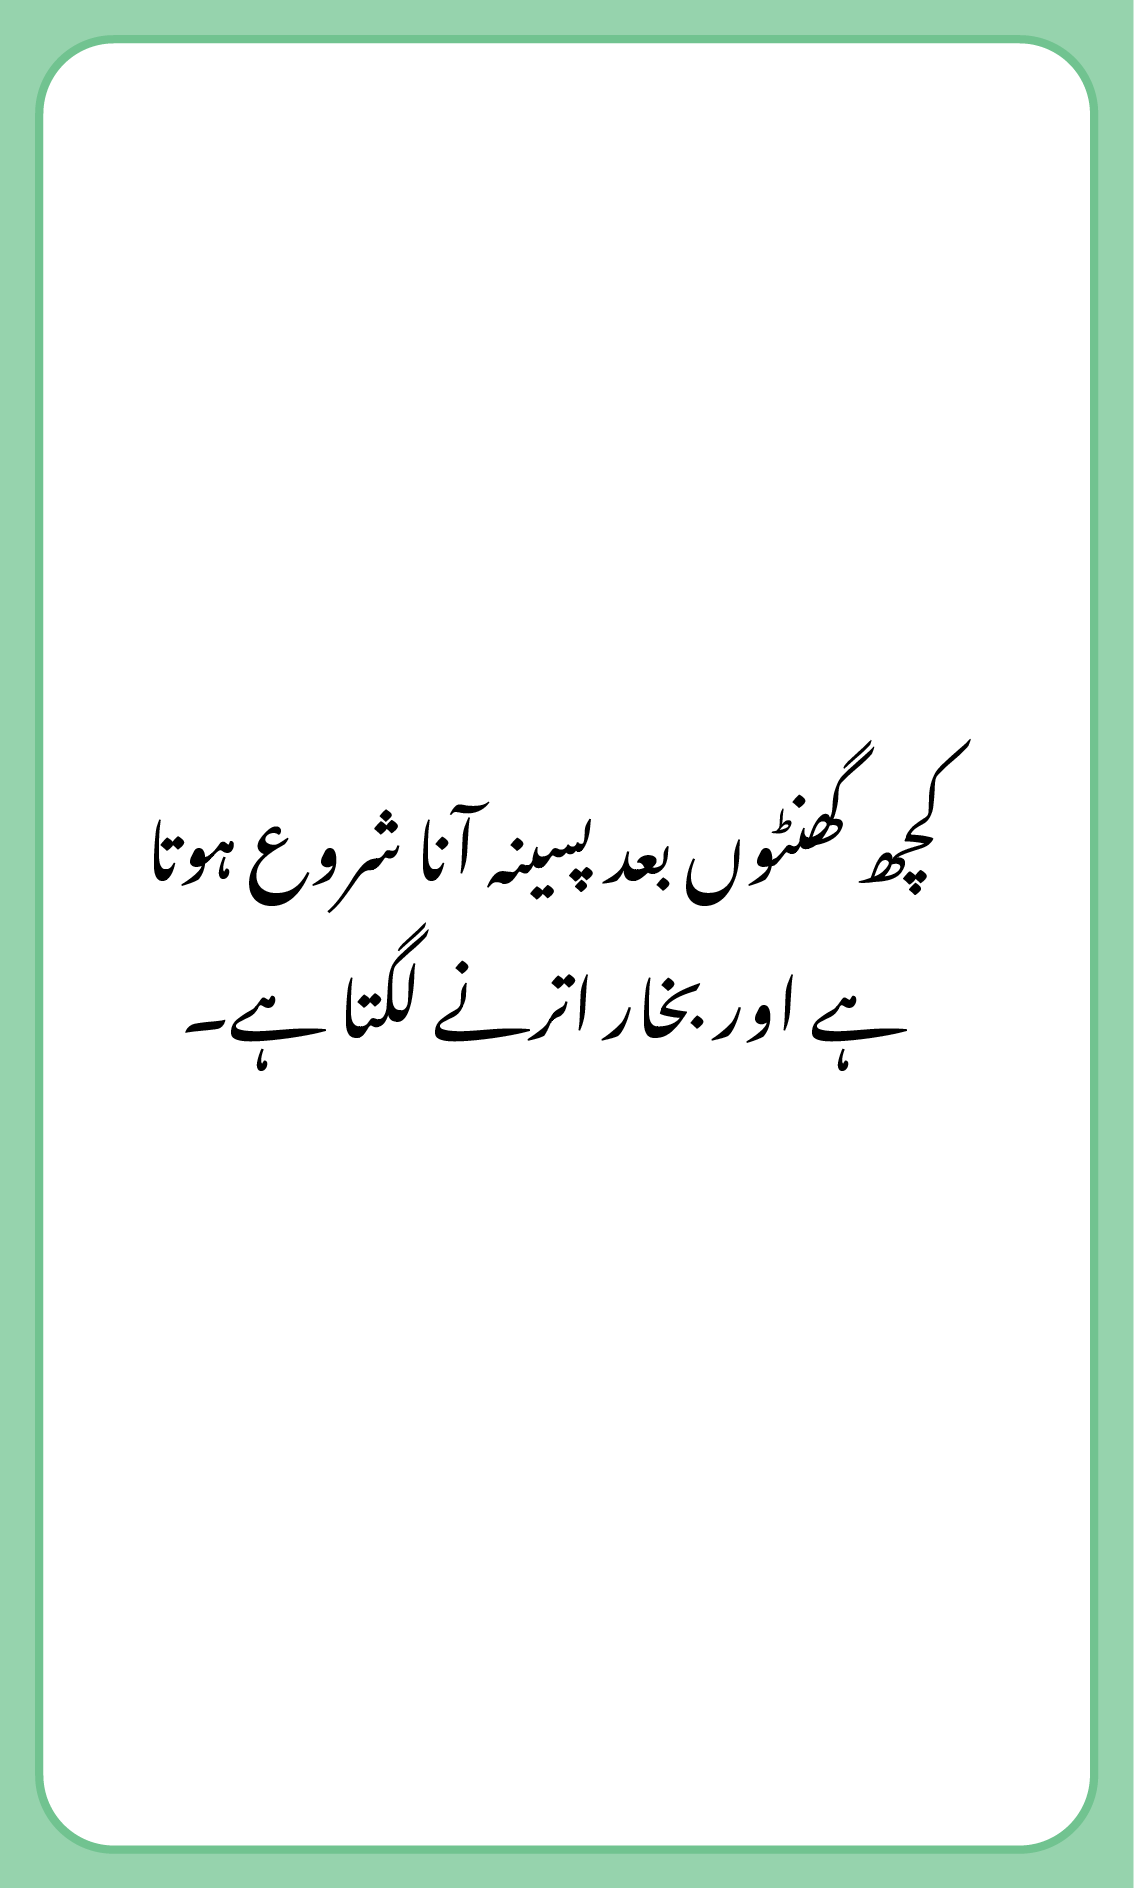 کچھ گھنٹوں بعد پسینہ آنا شروع ہوتا
ہے اور بخار اترنے لگتا ہے۔